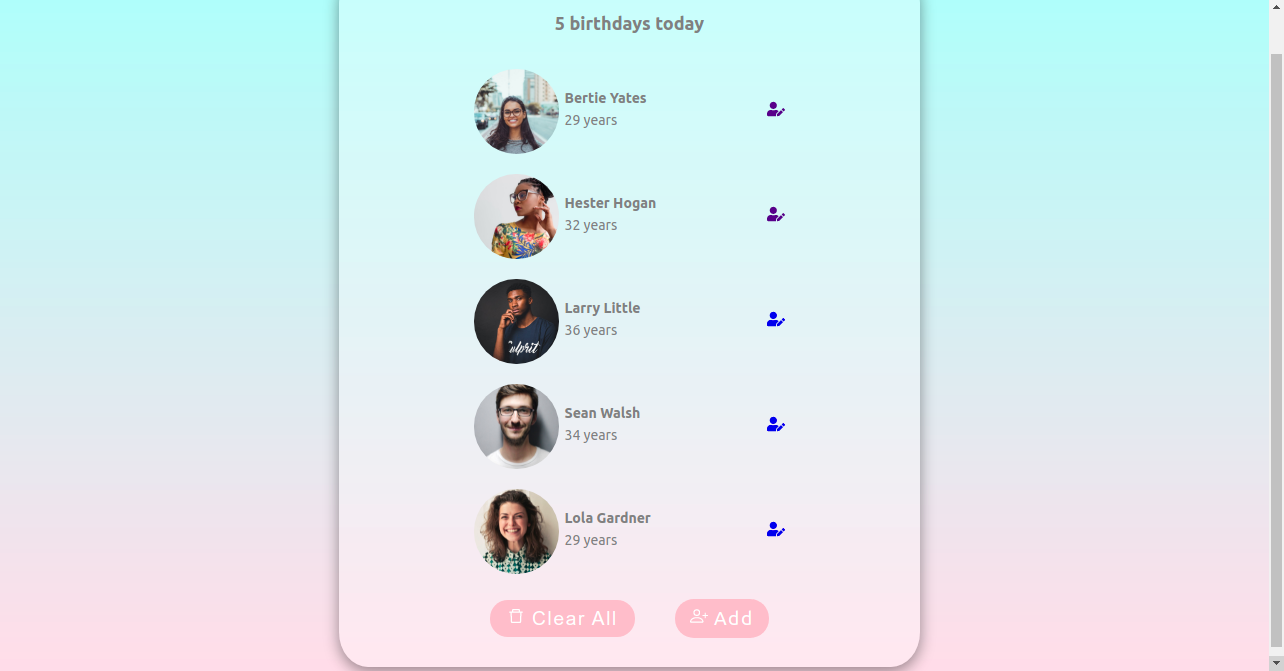 5 birthdays today
Bertie Yates
29 years
Hester Hogan
32 years
Larry Little
36 years
Sean Walsh
34 years
Lola Gardner
29 years
Clear All
Add